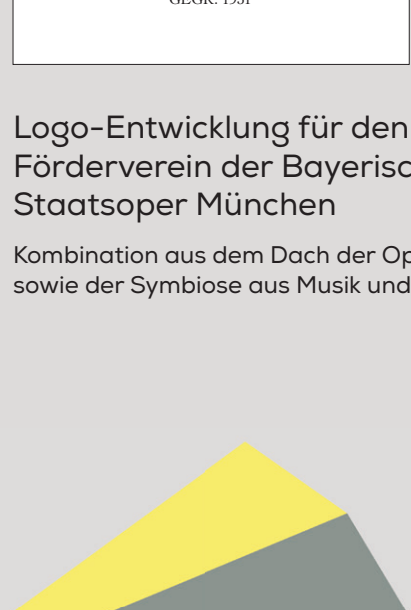 GEGR. 1951
Logo-Entwicklung für den
Förderverein der Bayerisc
Staatsoper München
Kombination aus dem Dach der Op
sowie der Symbiose aus Musik und